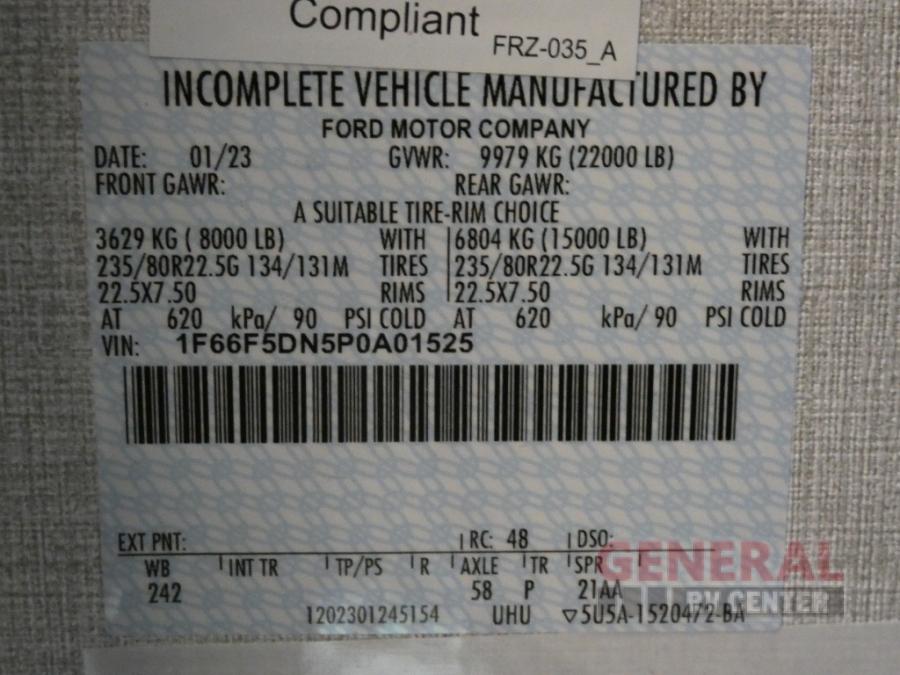 Compliant
FRZ-035_A
INCOMPLETE VEHICLE MANUFACTURED BY
FORD MOTOR COMPANY
DATE: 01/23 GVWR: 9979 KG (22000 LB)
FRONT GAWR: REAR GAWR:
A SUITABLE TIRE-RIM CHOICE
3629 KG ( 8000 LB) WITH 6804 KG (15000 LB) WITH
235/80R22.5G 134/131M TIRES 235/80R22.5G 134/131M TIRES
22.5X7.50 RIMS 22.5X7.50 RIMS
AT 620 kPa/ 90 PSI COLD AT 620 kPa/ 90 PSI COLD
VIN: 1F66F5DN5P0A01525
EXT PNT: RC: 48 DSO:
WB INT TR TP/PS R AXLE TR SPR
242 58 P 21AA
1202301245154 UHU ▽5U5A-1520472-BA
GENERAL
RV CENTER